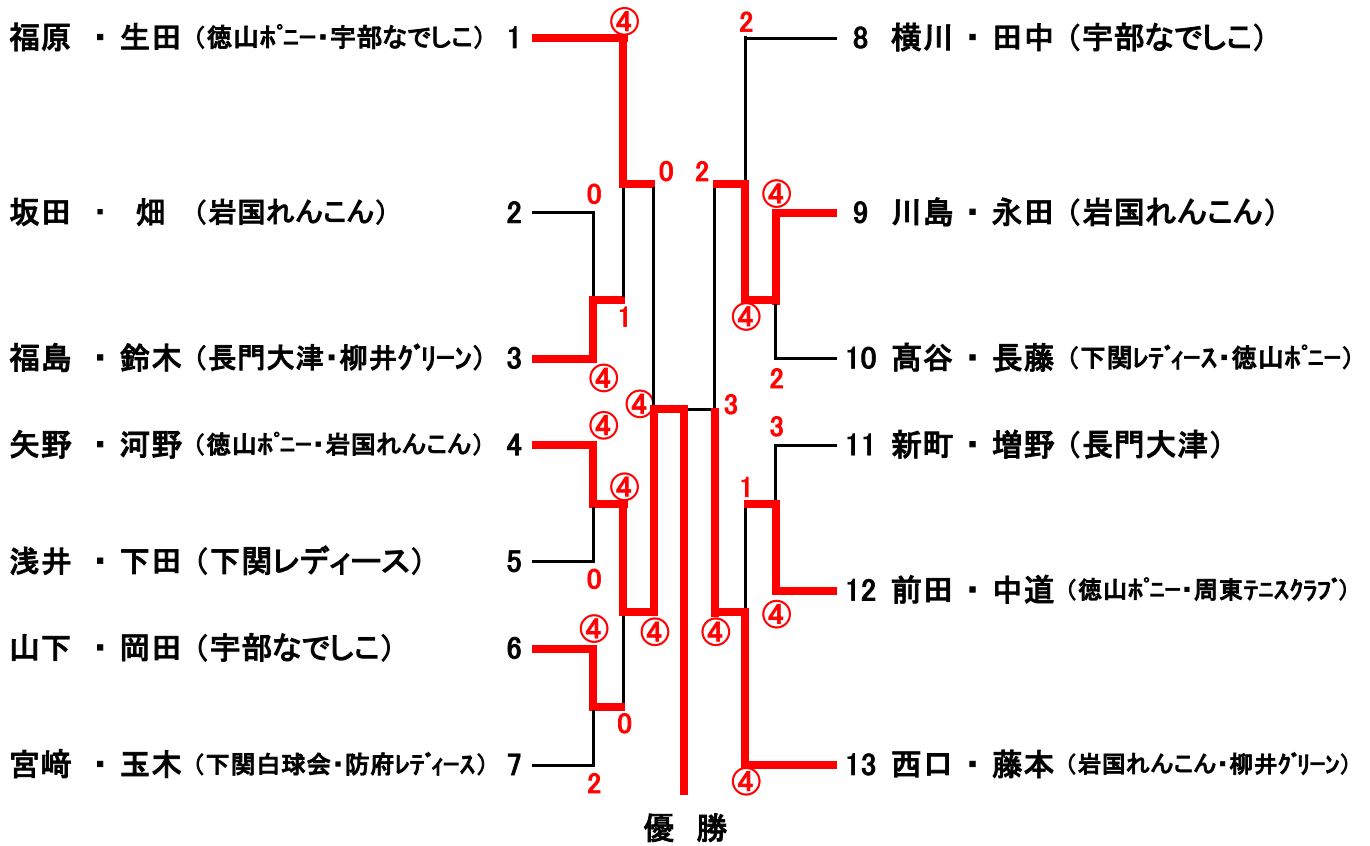 福原 ・ 生田 (徳山ﾎﾟﾆｰ・宇部なでしこ) 1
坂田 ・ 畑 (岩国れんこん) 2
福島 ・ 鈴木 (長門大津・柳井ｸﾞﾘｰﾝ) 3
矢野 ・ 河野 (徳山ﾎﾟﾆｰ・岩国れんこん) 4
浅井 ・ 下田 (下関レディース) 5
山下 ・ 岡田 (宇部なでしこ) 6
宮﨑 ・ 玉木 (下関白球会・防府ﾚﾃﾞｨｰｽ) 7
④
0
0
1
④
④
④
④
0
④
④
0
2
2
2
④
④
2
3
3
1
④
④
④
8 横川 ・ 田中 (宇部なでしこ)
9 川島 ・ 永田 (岩国れんこん)
10 髙谷 ・ 長藤 (下関ﾚﾃﾞｨｰｽ・徳山ﾎﾟﾆｰ)
11 新町 ・ 増野 (長門大津)
12 前田 ・ 中道 (徳山ﾎﾟﾆｰ・周東ﾃﾆｽｸﾗﾌﾞ)
13 西口 ・ 藤本 (岩国れんこん・柳井ｸﾞﾘｰﾝ)
優 勝